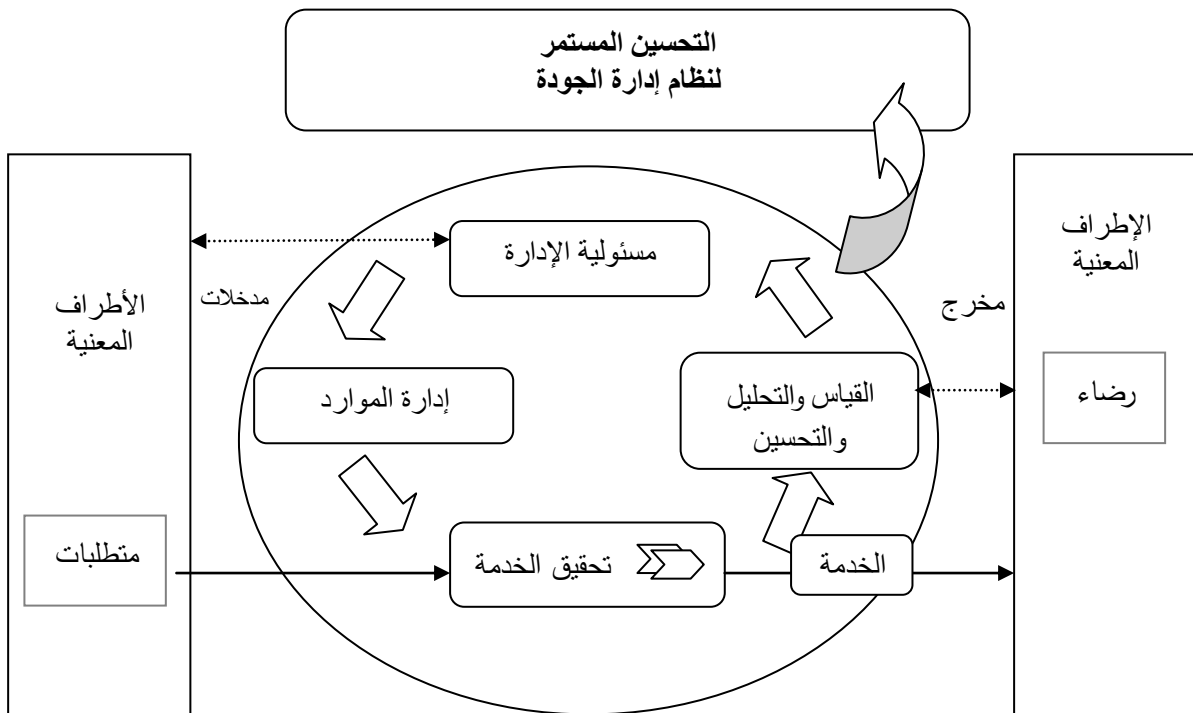 التحسين المستمر
لنظام إدارة الجودة
الإطراف
المعنية
مسئولية الإدارة
مدخلات
الأطراف
المعنية
مخرج
رضاء
القياس والتحليل
والتحسين
إدارة الموارد
متطلبات
تحقيق الخدمة
الخدمة